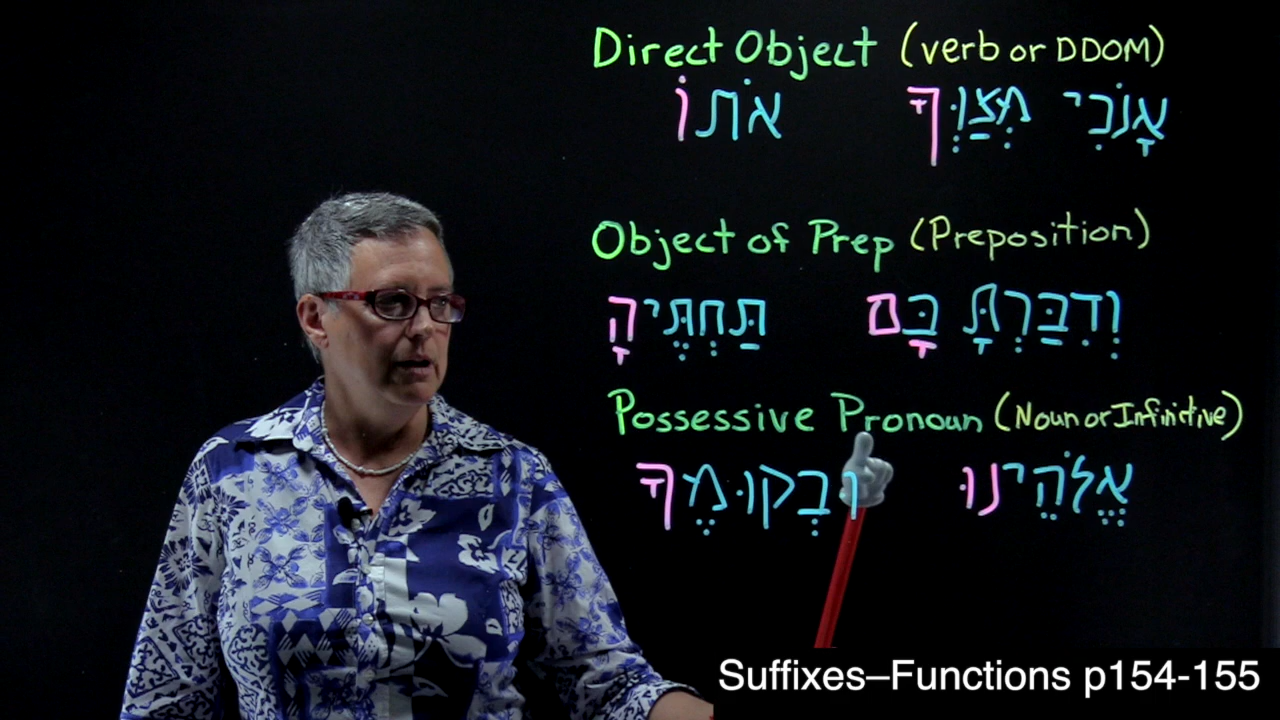 Direct Object (verb or DDOM)
אָנֹכִי מְצַוְּךָ אֹתוֹ
Object of Prep (Preposition)
וְדִבַּרְתָּ בָּם תַּחְתֶּיהָ
Possessive Pronoun (Noun or Infinitive)
אֱלֹהֵינוּ וּבְקוּמֶךָ
Suffixes–Functions p154-155